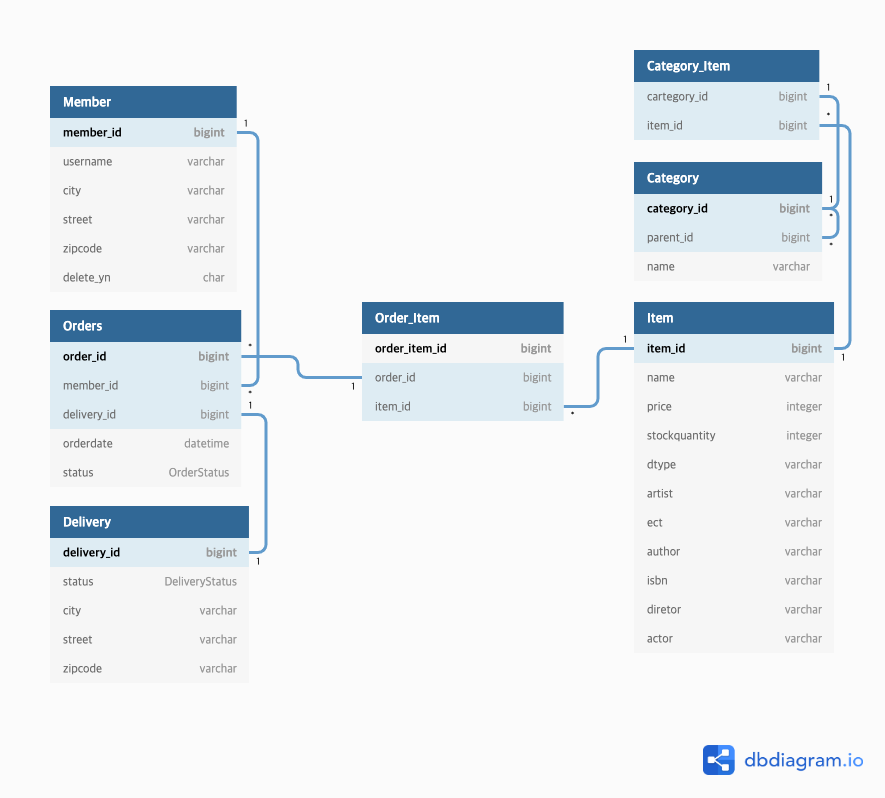 Member
member_id bigint
username varchar
city varchar
street varchar
zipcode varchar
delete_yn char
1
Orders
order_id bigint
member_id bigint
delivery_id bigint
orderdate datetime
status OrderStatus
*
*
1
Delivery
delivery_id bigint
status DeliveryStatus
city varchar
street varchar
zipcode varchar
1
Order_Item
order_item_id bigint
order_id bigint
item_id bigint
1
*
Category_Item
cartegory_id bigint
item_id bigint
1
*
Category
category_id bigint
parent_id bigint
name varchar
1
*
*
Item
item_id bigint
name varchar
price integer
stockquantity integer
dtype varchar
artist varchar
ect varchar
author varchar
isbn varchar
diretor varchar
actor varchar
1
1
dbdiagram.io